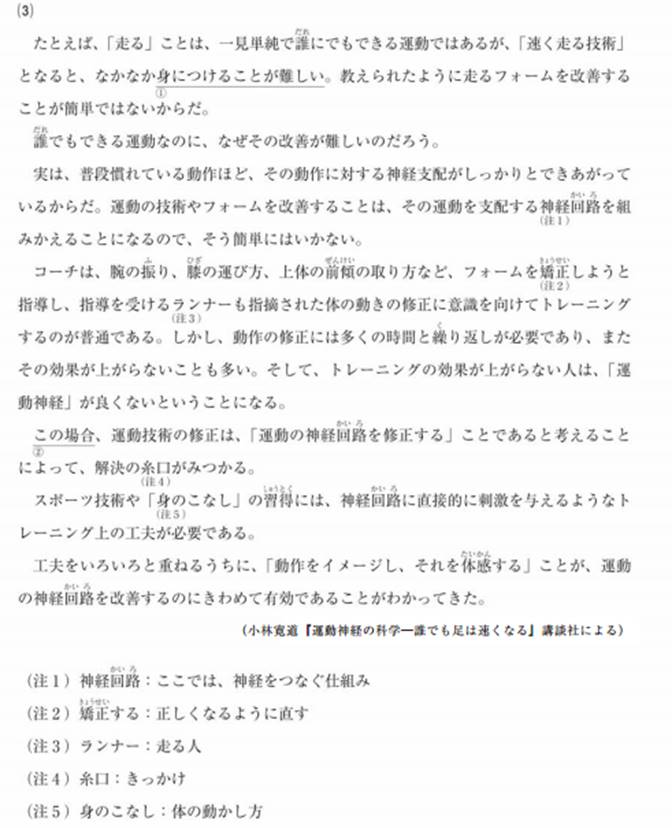 (3)
たとえば、「走る」ことは、一見単純で誰にでもできる運動ではあるが、「速く走る技術」
となると、なかなか身につけることが難しい。教えられたように走るフォームを改善する
①
ことが簡単ではないからだ。
誰でもできる運動なのに、なぜその改善が難しいのだろう。
実は、普段慣れている動作ほど、その動作に対する神経支配がしっかりとできあがって
いるからだ。運動の技術やフォームを改善することは、その運動を支配する神経回路を組
(注1)
みかえることになるので、そう簡単にはいかない。
コーチは、腕の振り、膝の運び方、上体の前傾の取り方など、フォームを矯正しようと
(注2)
指導し、指導を受けるランナーも指摘された体の動きの修正に意識を向けてトレーニング
(注3)
するのが普通である。しかし、動作の修正には多くの時間と繰り返しが必要であり、また
その効果が上がらないことも多い。そして、トレーニングの効果が上がらない人は、「運
動神経」が良くないということになる。
この場合、運動技術の修正は、「運動の神経回路を修正する」ことであると考えること
②
によって、解決の糸口がみつかる。
(注4)
スポーツ技術や「身のこなし」の習得には、神経回路に直接的に刺激を与えるようなト
(注5)
レーニング上の工夫が必要である。
工夫をいろいろと重ねるうちに、「動作をイメージし、それを体感する」ことが、運動
の神経回路を改善するのにきわめて有効であることがわかってきた。
(小林寛道『運動神経の科学―誰でも足は速くなる』講談社による)
(注1) 神経回路：ここでは、神経をつなぐ仕組み
(注2) 矯正する：正しくなるように直す
(注3) ランナー：走る人
(注4) 糸口：きっかけ
(注5) 身のこなし：体の動かし方